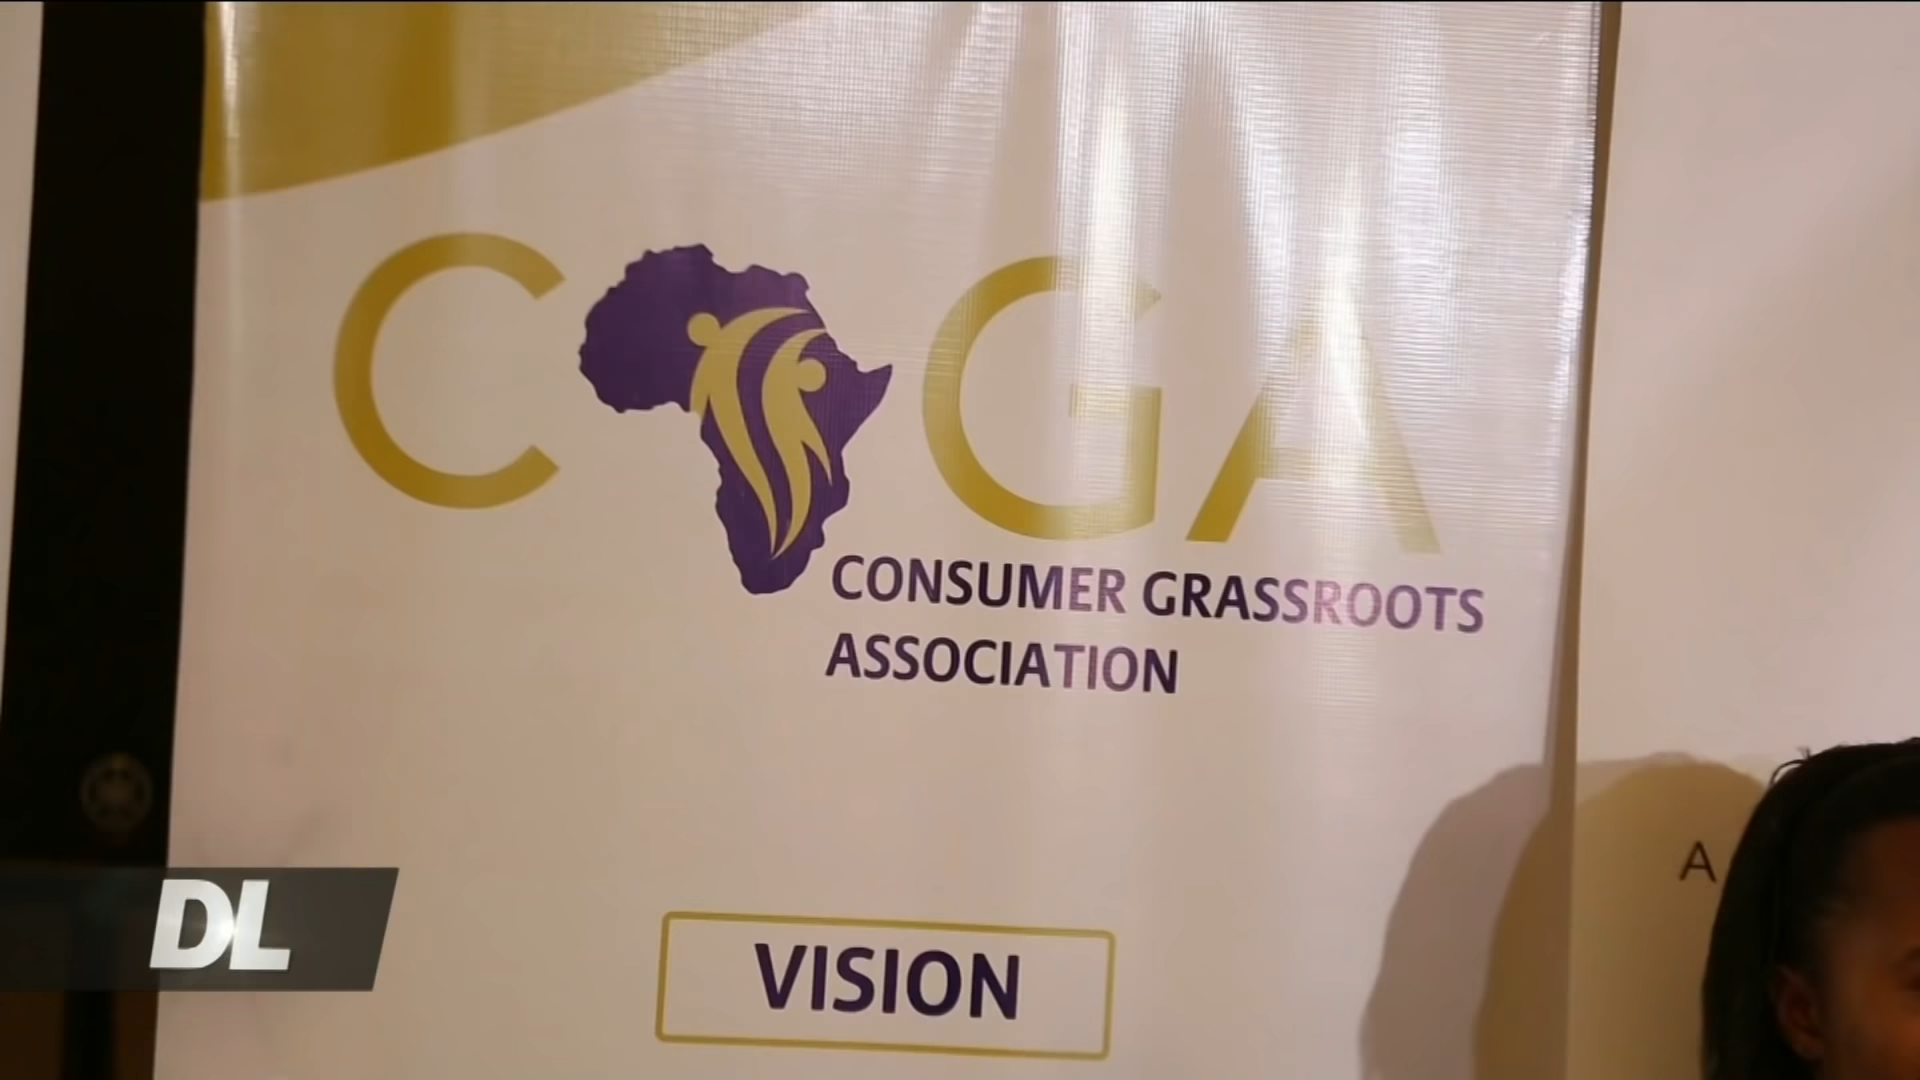 COGA
CONSUMER GRASSROOTS
ASSOCIATION
A
DL
VISION